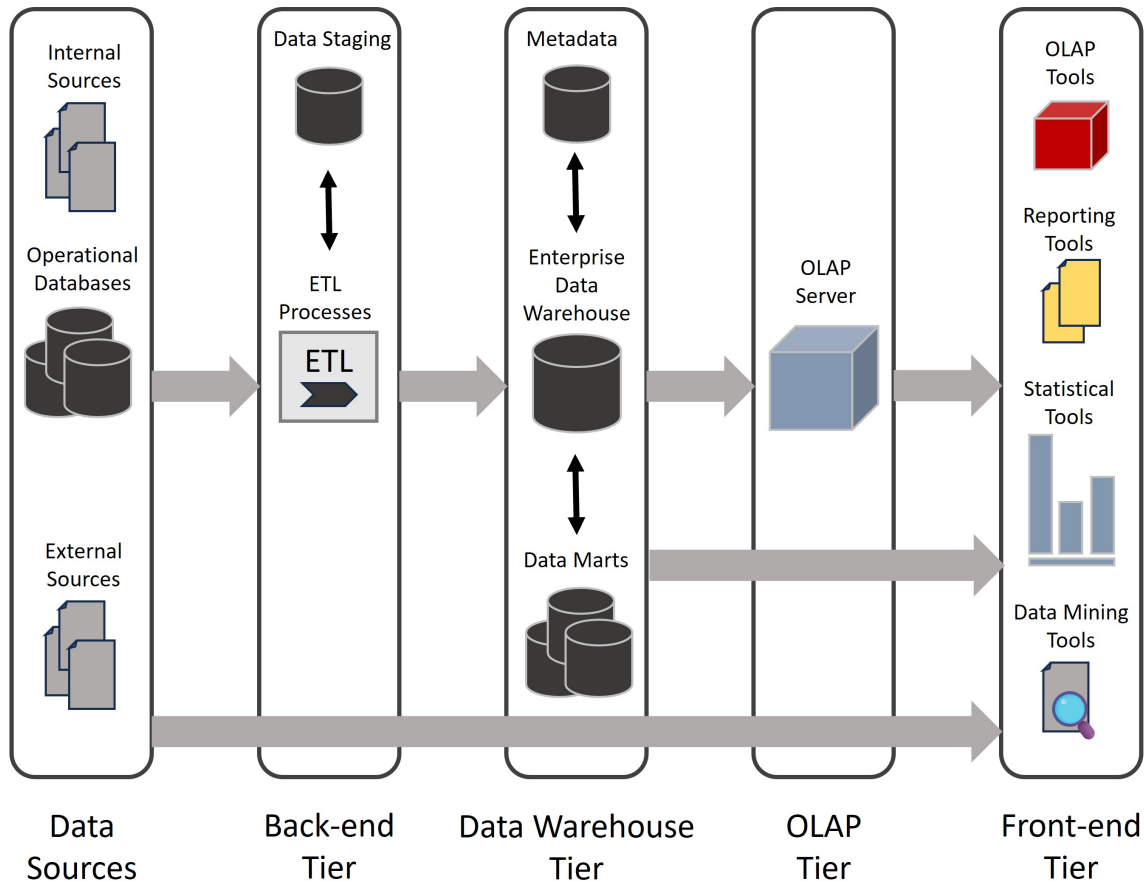 Internal
Sources
Operational
Databases
External
Sources
Data
Sources
Data Staging
ETL
Processes
ETL
Back-end
Tier
Metadata
Enterprise
Data
Warehouse
Data Marts
Data Warehouse
Tier
OLAP
Server
OLAP
Tier
OLAP
Tools
Reporting
Tools
Statistical
Tools
Data Mining
Tools
Front-end
Tier